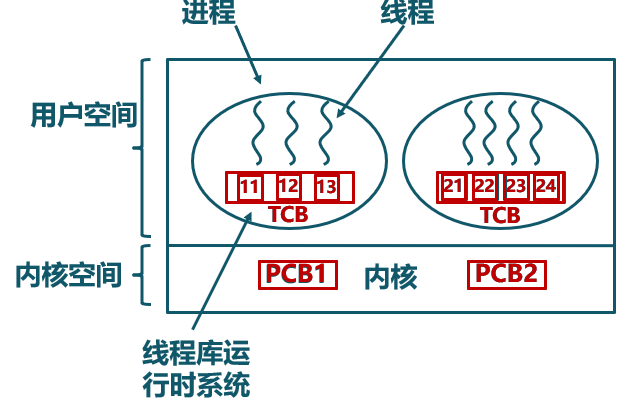 进程
线程
用户空间
11 12 13
TCB
21 22 23 24
TCB
内核空间
PCB1
内核
PCB2
线程库运
行时系统